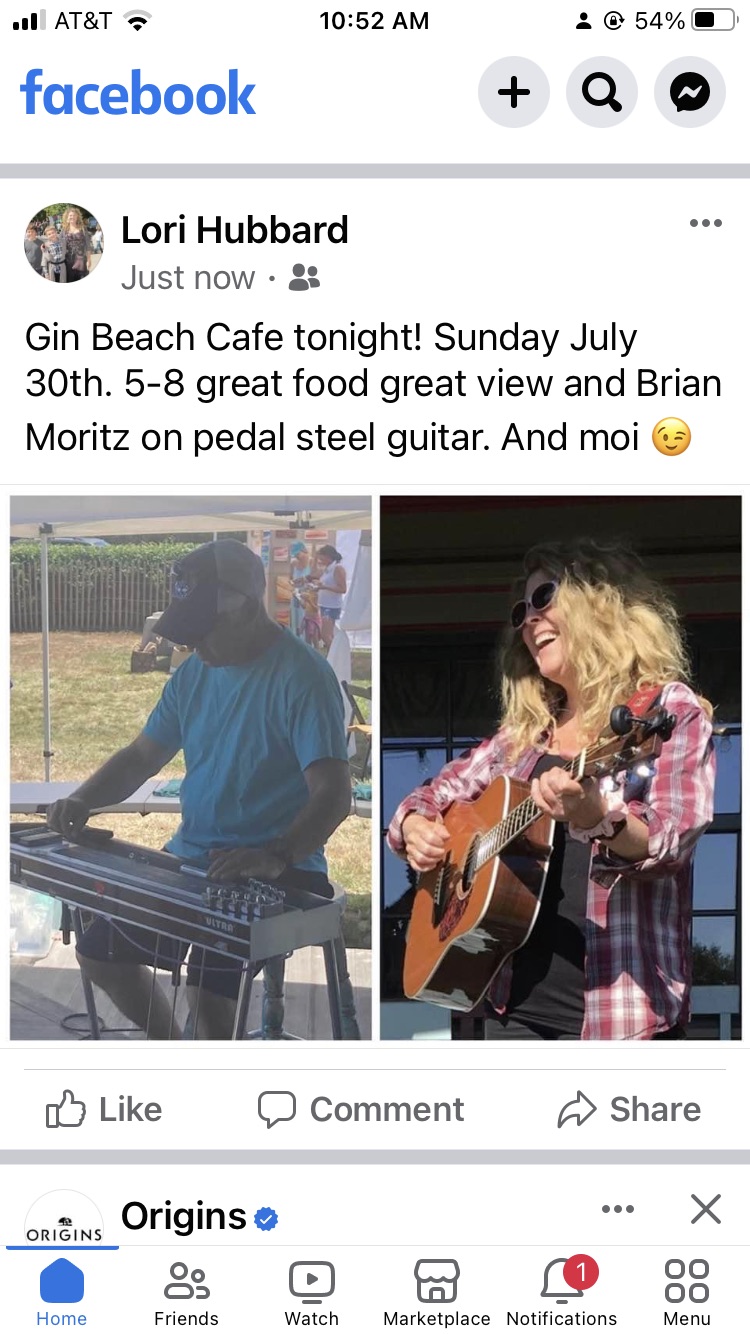 AT&T 10:52 AM 54%
facebook
Lori Hubbard
Just now ·
Gin Beach Cafe tonight! Sunday July
30th. 5-8 great food great view and Brian
Moritz on pedal steel guitar. And moi 😉
ULTRA
Like Comment Share
ORIGINS
Origins
1
Home Friends Watch Marketplace Notifications Menu